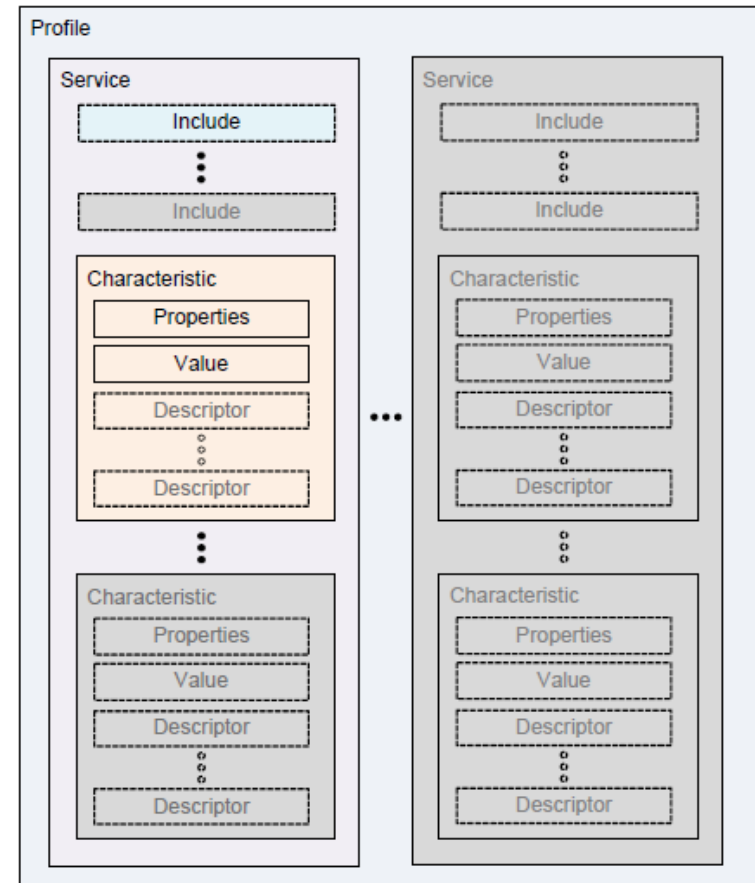 Profile
Service
Include
Include
Characteristic
Properties
Value
Descriptor
Descriptor
Characteristic
Properties
Value
Descriptor
Descriptor
Service
Include
Include
Characteristic
Properties
Value
Descriptor
Descriptor
Characteristic
Properties
Value
Descriptor
Descriptor